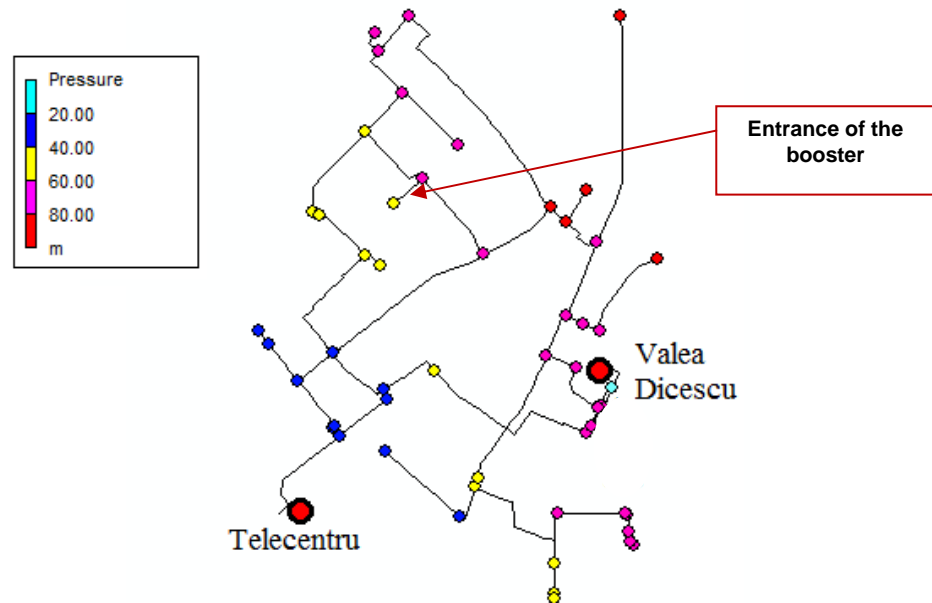 Pressure
20.00
40.00
60.00
80.00
m
Entrance of the
booster
Valea
Dicescu
Telecentru